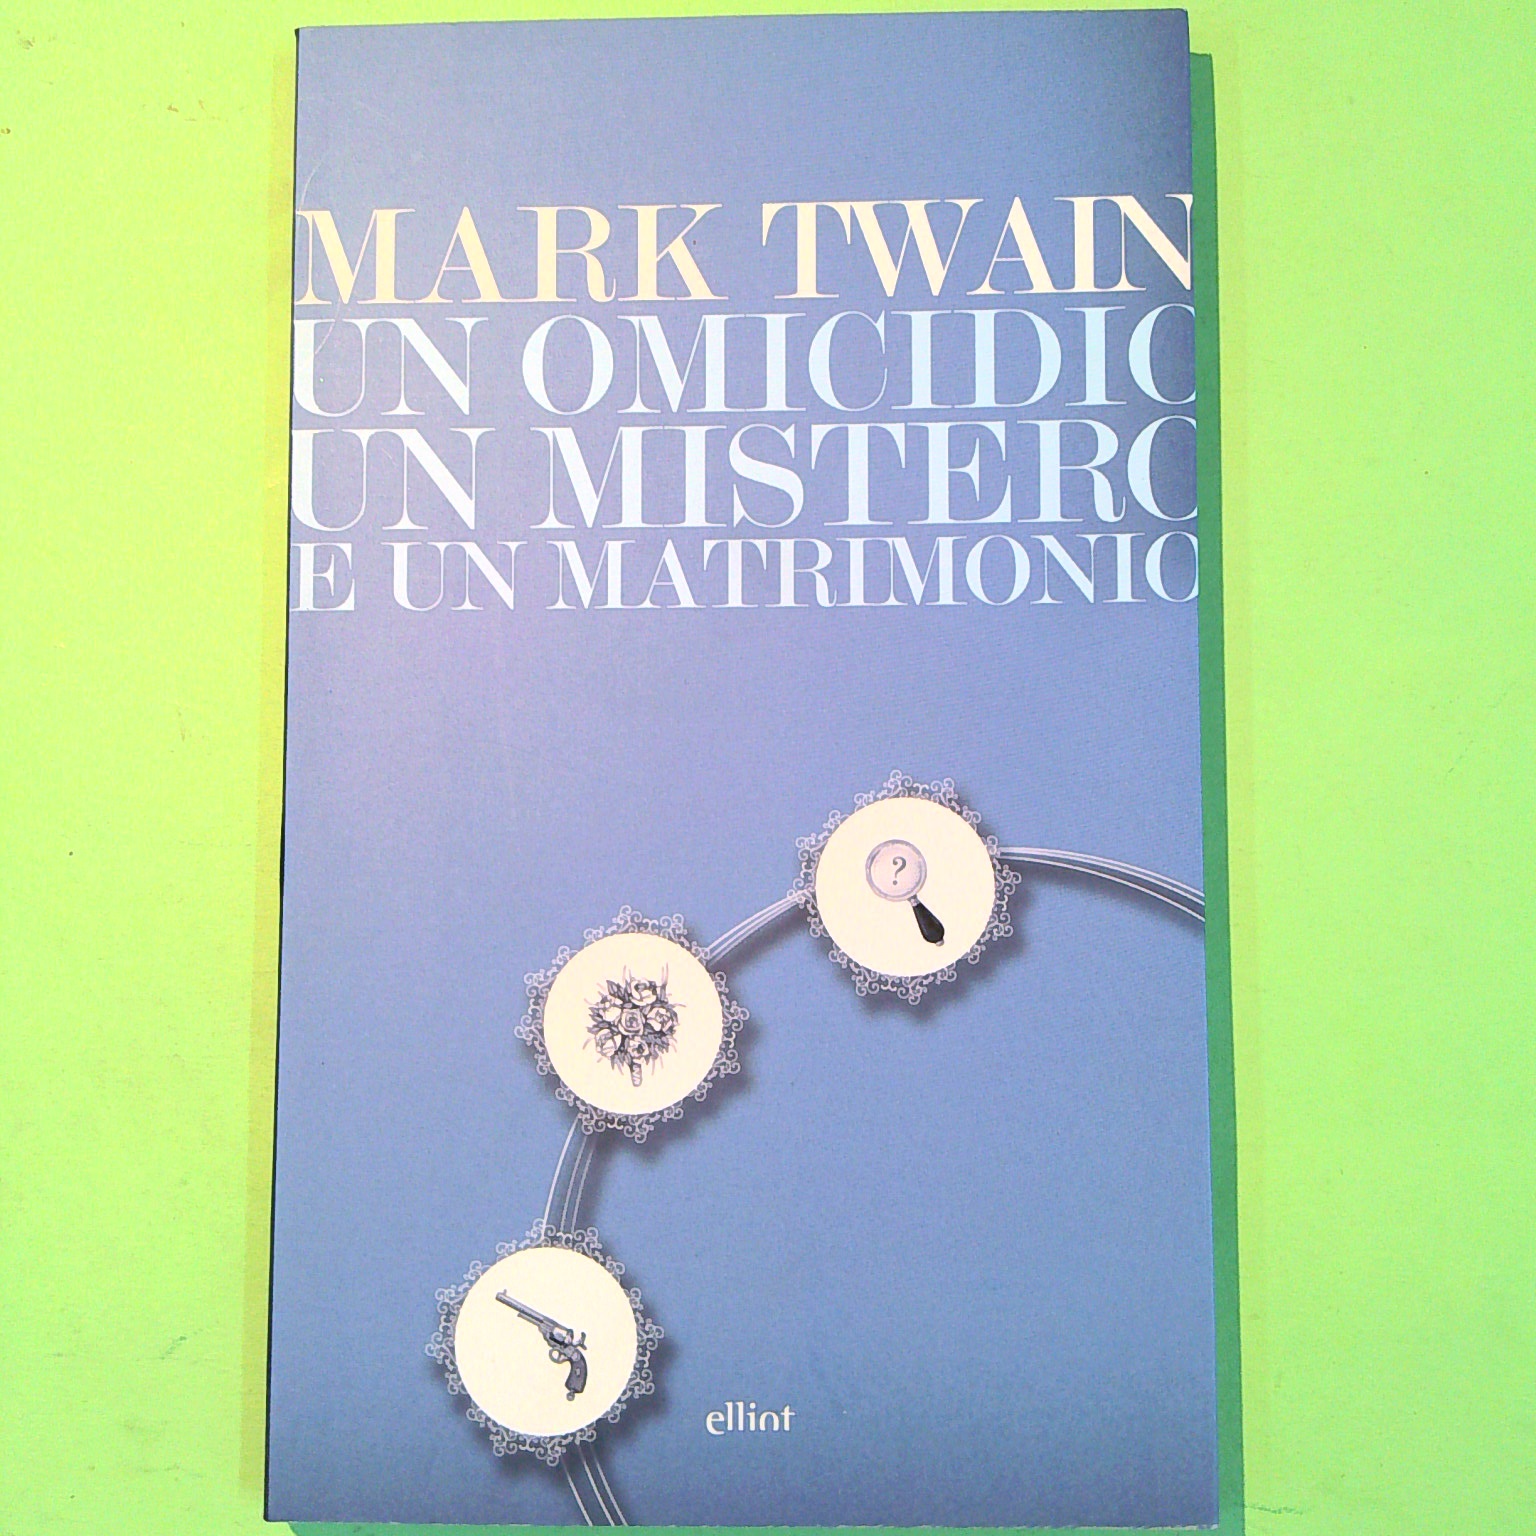 MARK TWAIN
UN OMICIDIO
UN MISTERO
E UN MATRIMONIO
?
elliot